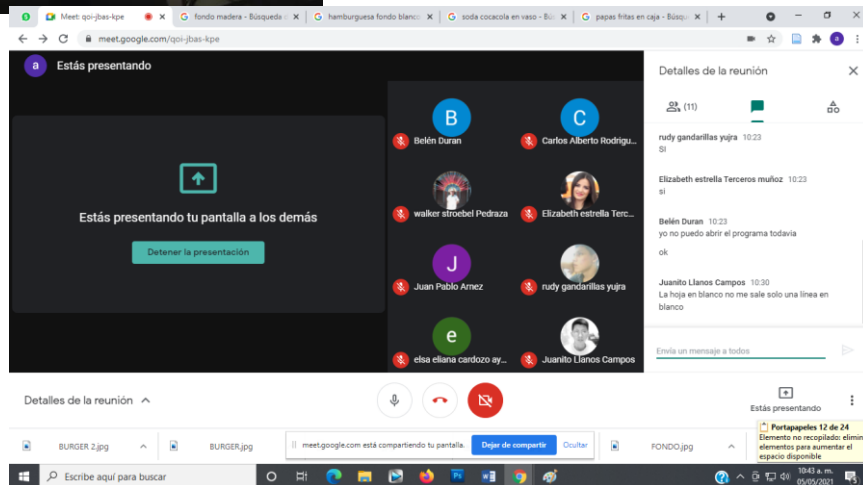 Meet: qoi-jbas-kpe
fondo madera - Búsqueda
hamburguesa fondo blanco
soda cocacola en vaso - Bú
papas fritas en caja - Búsqu
meet.google.com/qoi-jbas-kpe
a
a Estás presentando
Estás presentando tu pantalla a los demás
Detener la presentación
B
Belén Duran
C
Carlos Alberto Rodrigu...
walker stroebel Pedraza
Elizabeth estrella Terc...
J
Juan Pablo Arnez
rudy gandarillas yujra
e
elsa eliana cardozo ay...
Juanito Llanos Campos
Detalles de la reunión
(11)
rudy gandarillas yujra 10:23
SI
Elizabeth estrella Terceros muñoz 10:23
si
Belén Duran 10:23
yo no puedo abrir el programa todavia
ok
Juanito Llanos Campos 10:30
La hoja en blanco no me sale solo una línea en
blanco
Envía un mensaje a todos
Detalles de la reunión
Estás presentando
Portapapeles 12 de 24
Elemento no recopilado: elimin
elementos para aumentar el
espacio disponible
BURGER 2.jpg
BURGER.jpg
meet.google.com está compartiendo tu pantalla.
Dejar de compartir
Ocultar
FONDO.jpg
Escribe aquí para buscar
Ps
10:43 a. m.
05/05/2021